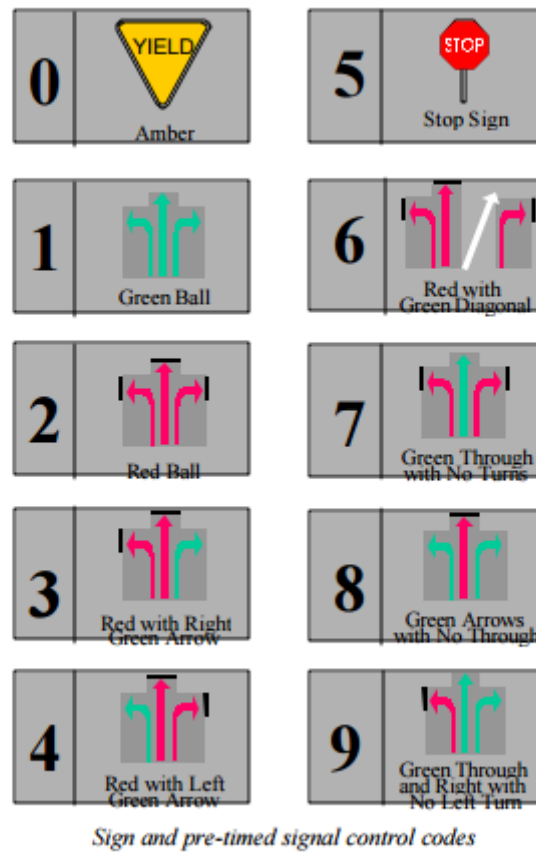 0
YIELD
Amber
5
STOP
Stop Sign
1
Green Ball
6
Red with
Green Diagonal
2
Red Ball
7
Green Through
with No Turns
3
Red with Right
Green Arrow
8
Green Arrows
with No Through
4
Red with Left
Green Arrow
9
Green Through
and Right with
No Left Turn
Sign and pre-timed signal control codes